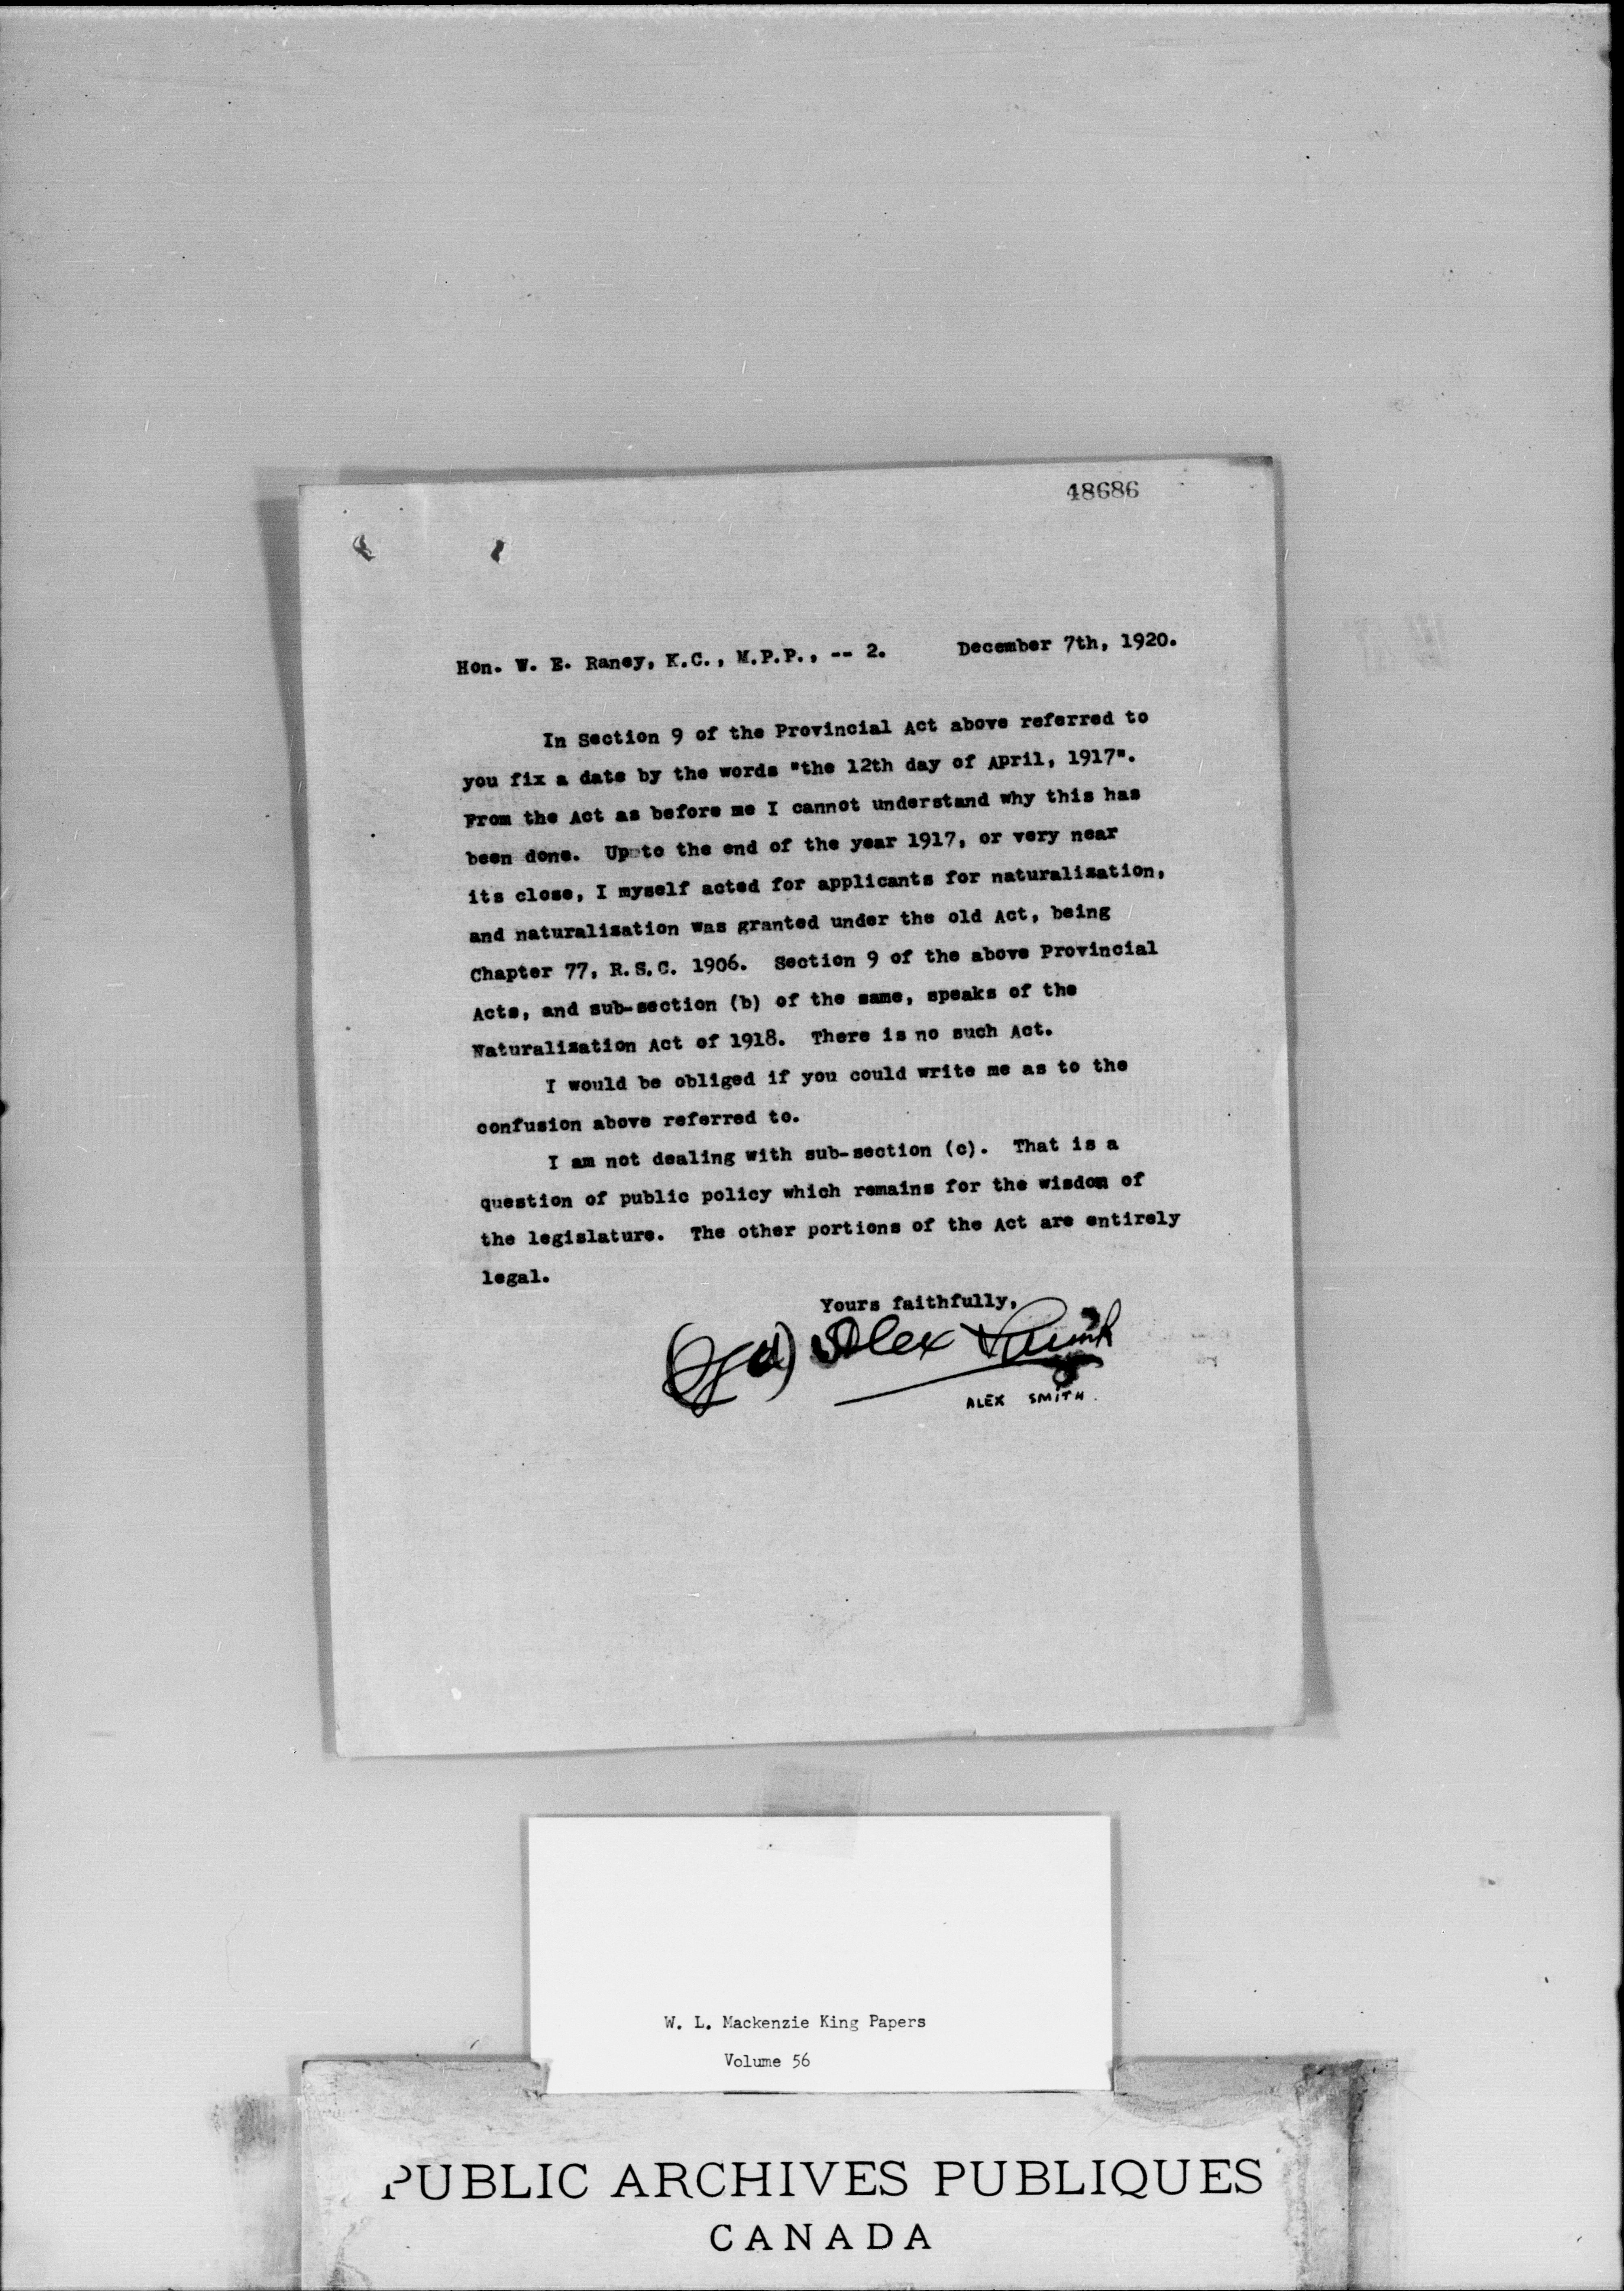 48686
Hon. W. E. Raney, K.C., M.P.P., -- 2. December 7th, 1920.
In Section 9 of the Provincial Act above referred to
you fix a date by the words "the 12th day of April, 1917".
From the Act as before me I cannot understand why this has
been done. Up to the end of the year 1917, or very near
its close, I myself acted for applicants for naturalization,
and naturalization was granted under the old Act, being
Chapter 77, R.S.C. 1906. Section 9 of the above Provincial
Acts, and sub-section (b) of the same, speaks of the
Naturalization Act of 1918. There is no such Act.
I would be obliged if you could write me as to the
confusion above referred to.
I am not dealing with sub-section (c). That is a
question of public policy which remains for the wisdom of
the legislature. The other portions of the Act are entirely
legal.
Yours faithfully,
(Sgd) Alex Smith
ALEX SMITH.
W. L. Mackenzie King Papers
Volume 56
PUBLIC ARCHIVES PUBLIQUES
CANADA